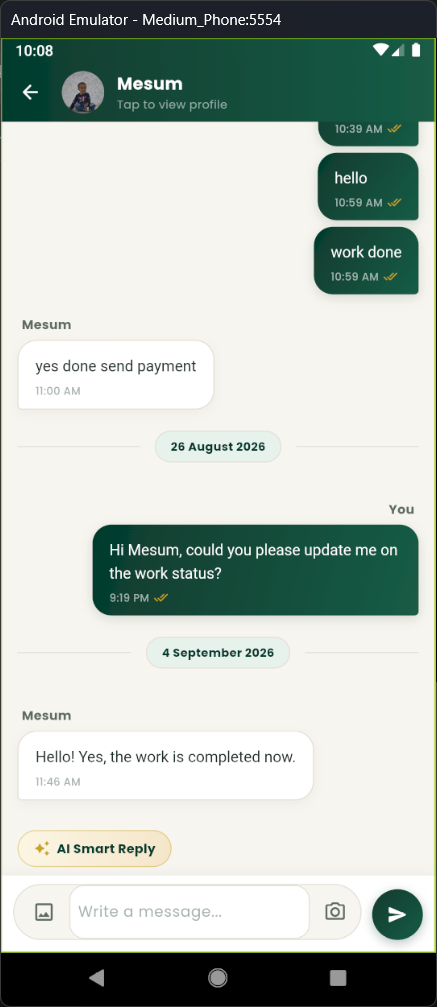 Android Emulator - Medium_Phone:5554
10:08
Mesum
Tap to view profile
10:39 AM
hello
10:59 AM
work done
10:59 AM
Mesum
yes done send payment
11:00 AM
26 August 2026
You
Hi Mesum, could you please update me on
the work status?
9:19 PM
4 September 2026
Mesum
Hello! Yes, the work is completed now.
11:46 AM
AI Smart Reply
Write a message...